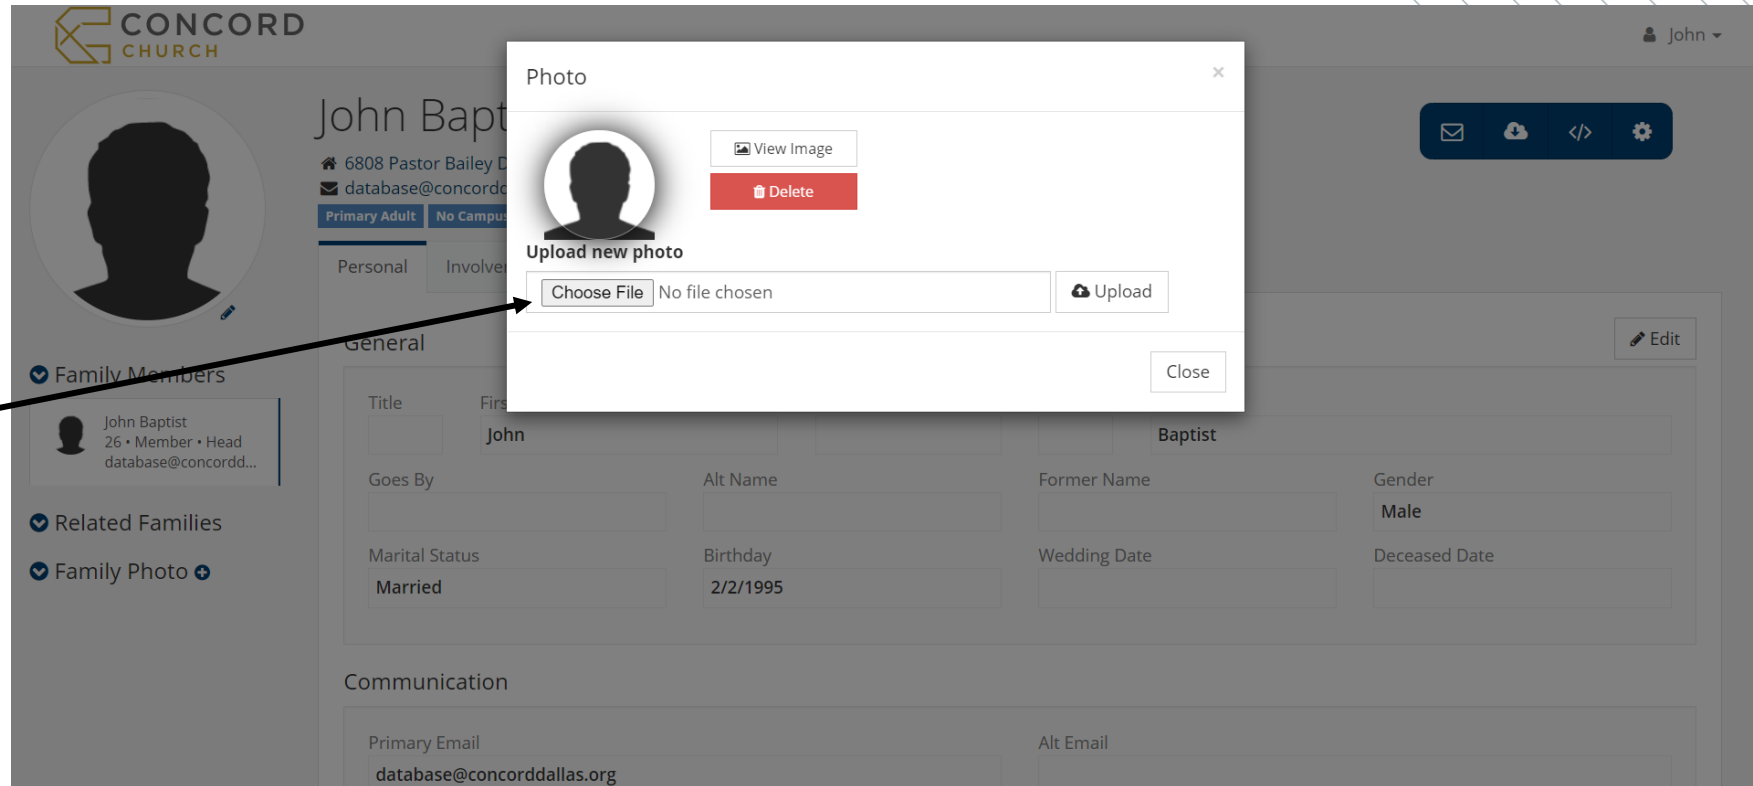 CONCORD
CHURCH
John
John Bapt
6808 Pastor Bailey D
database@concordc
Primary Adult No Campus
Personal Involve
Photo
×
View Image
Delete
Upload new photo
Choose File No file chosen
Upload
Close
General
Edit
Family Members
John Baptist
26 • Member • Head
database@concordd...
Related Families
Family Photo
Title Firs
John Baptist
Goes By Alt Name Former Name Gender
Male
Marital Status Birthday Wedding Date Deceased Date
Married 2/2/1995
Communication
Primary Email Alt Email
database@concorddallas.org